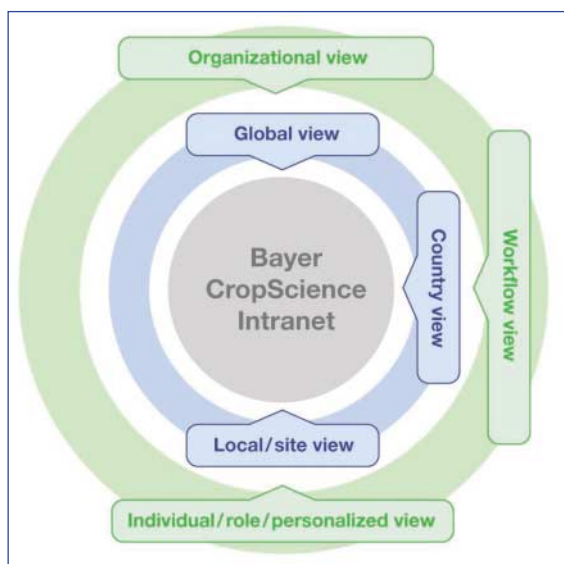 Organizational view
Global view
Bayer
CropScience
Intranet
Country view
Workflow view
Local/site view
Individual/role/personalized view